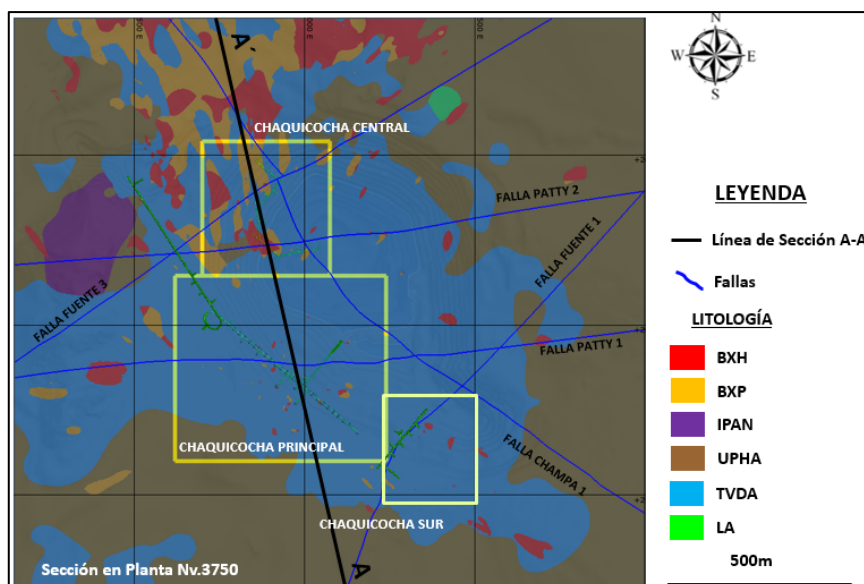 N
W
E
S
A´
CHAQUICOCHA CENTRAL
FALLA PATTY 2
FALLA FUENTE 1
FALLA FUENTE 3
FALLA PATTY 1
CHAQUICOCHA PRINCIPAL
FALLA CHAMPA 1
CHAQUICOCHA SUR
A
Sección en Planta Nv.3750
LEYENDA
Línea de Sección A-A
Fallas
LITOLOGÍA
BXH
BXP
IPAN
UPHA
TVDA
LA
500m